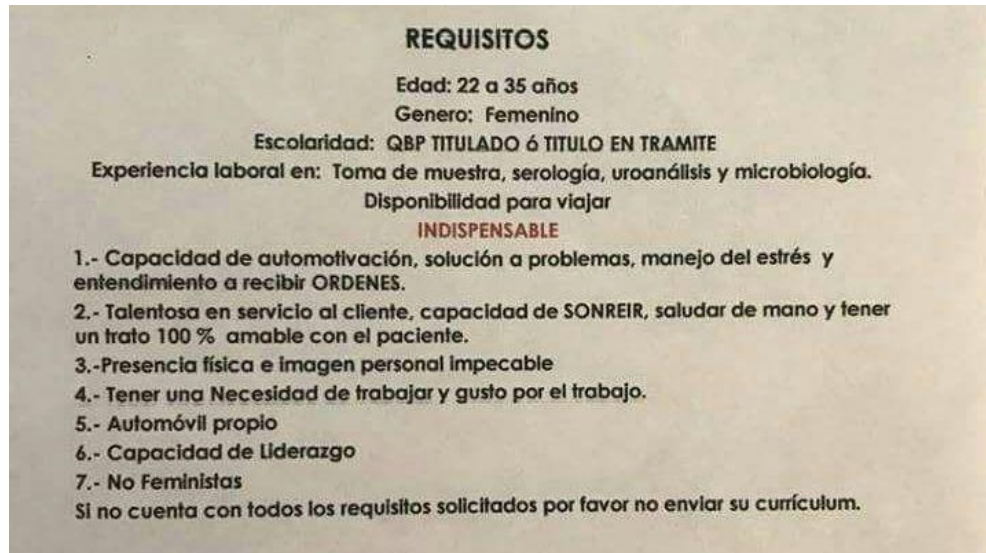 REQUISITOS
Edad: 22 a 35 años
Genero: Femenino
Escolaridad: QBP TITULADO ó TITULO EN TRAMITE
Experiencia laboral en: Toma de muestra, serología, uroanálisis y microbiología.
Disponibilidad para viajar
INDISPENSABLE
1.- Capacidad de automotivación, solución a problemas, manejo del estrés y
entendimiento a recibir ORDENES.
2.- Talentosa en servicio al cliente, capacidad de SONREIR, saludar de mano y tener
un trato 100 % amable con el paciente.
3.-Presencia física e imagen personal impecable
4.- Tener una Necesidad de trabajar y gusto por el trabajo.
5.- Automóvil propio
6.- Capacidad de Liderazgo
7.- No Feministas
Si no cuenta con todos los requisitos solicitados por favor no enviar su currículum.